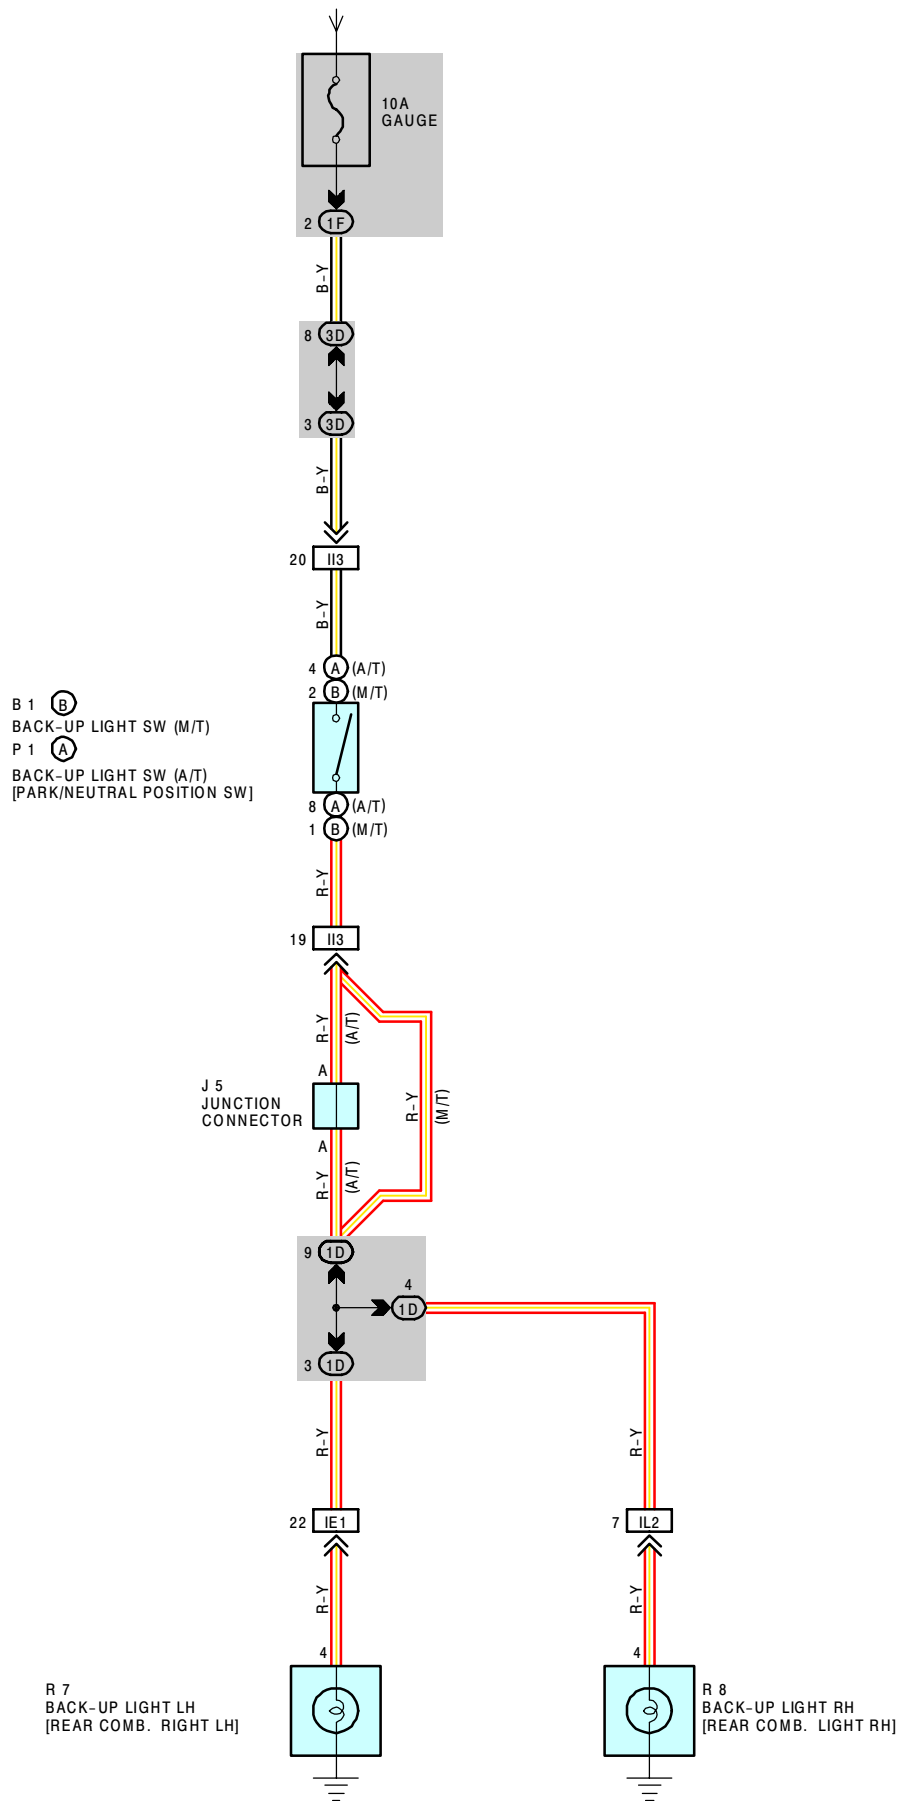 10A
GAUGE
2 1F
B-Y
8 3D
3 3D
B-Y
20 II3
B-Y
4 A (A/T)
2 B (M/T)
B 1 B
BACK-UP LIGHT SW (M/T)
P 1 A
BACK-UP LIGHT SW (A/T)
[PARK/NEUTRAL POSITION SW]
8 A (A/T)
1 B (M/T)
R-Y
19 II3
R-Y (A/T)
A
J 5
JUNCTION
CONNECTOR
R-Y (M/T)
A
R-Y (A/T)
9 1D
4
1D
3 1D
R-Y
R-Y
22 IE1
7 IL2
R-Y
R-Y
4
4
R 7
BACK-UP LIGHT LH
[REAR COMB. RIGHT LH]
R 8
BACK-UP LIGHT RH
[REAR COMB. LIGHT RH]